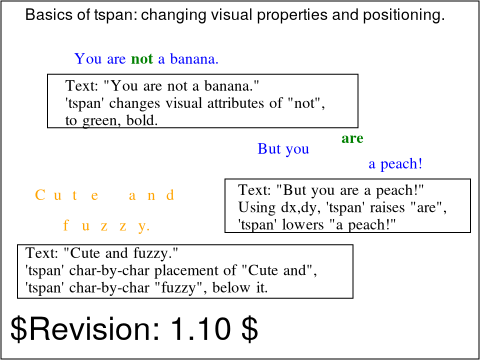 Basics of tspan: changing visual properties and positioning.
You are not a banana.
Text: "You are not a banana."
'tspan' changes visual attributes of "not",
to green, bold.
But you are a peach!
Text: "But you are a peach!"
Using dx,dy, 'tspan' raises "are",
'tspan' lowers "a peach!"
C u t e a n d
f u z z y.
Text: "Cute and fuzzy."
'tspan' char-by-char placement of "Cute and",
'tspan' char-by-char "fuzzy", below it.
$Revision: 1.10 $